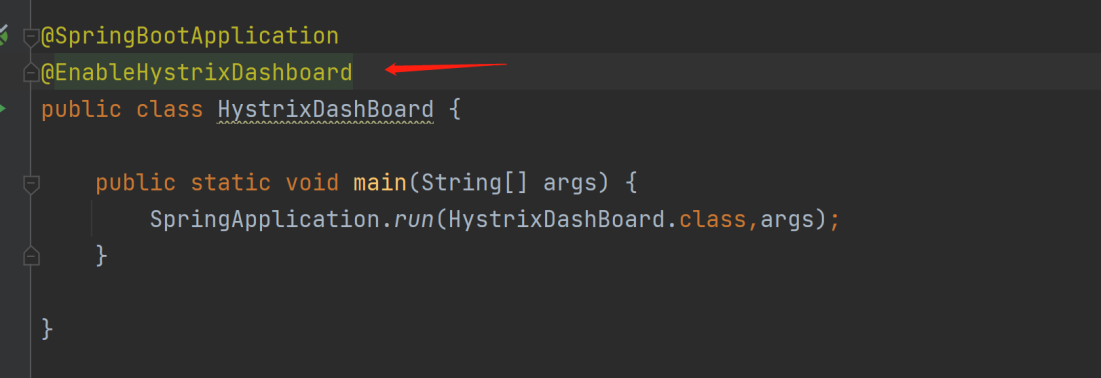 @SpringBootApplication
@EnableHystrixDashboard
public class HystrixDashBoard {
public static void main(String[] args) {
SpringApplication.run(HystrixDashBoard.class,args);
}
}